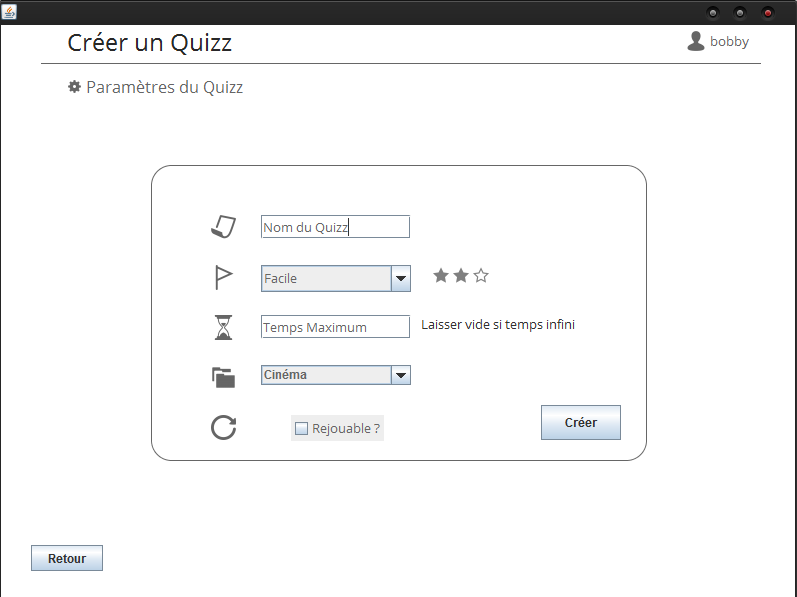 Créer un Quizz
bobby
Paramètres du Quizz
Nom du Quizz
Facile
Temps Maximum
Laisser vide si temps infini
Cinéma
Rejouable ?
Créer
Retour